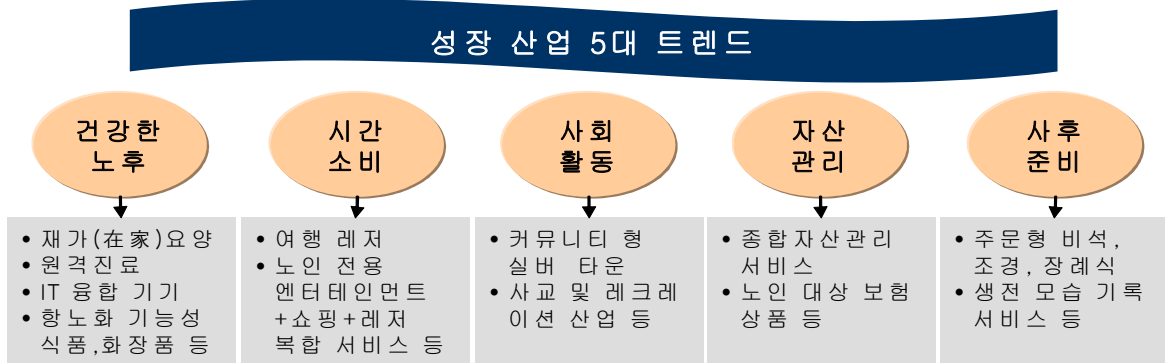 성장 산업 5대 트렌드
건강한
노후
시간
소비
사회
활동
자산
관리
사후
준비
• 재가(在家)요양
• 원격진료
• IT 융합 기기
• 항노화 기능성
식품,화장품 등
• 여행 레저
• 노인 전용
엔터테인먼트
+쇼핑+레저
복합 서비스 등
• 커뮤니티 형
실버 타운
• 사교 및 레크레
이션 산업 등
• 종합자산관리
서비스
• 노인 대상 보험
상품 등
• 주문형 비석,
조경, 장례식
• 생전 모습 기록
서비스 등